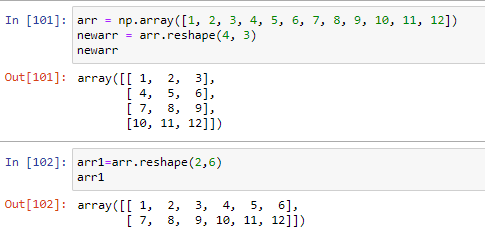 In [101]: arr = np.array([1, 2, 3, 4, 5, 6, 7, 8, 9, 10, 11, 12])
newarr = arr.reshape(4, 3)
newarr
Out[101]: array([[ 1,  2,  3],
       [ 4,  5,  6],
       [ 7,  8,  9],
       [10, 11, 12]])
In [102]: arr1=arr.reshape(2,6)
arr1
Out[102]: array([[ 1,  2,  3,  4,  5,  6],
       [ 7,  8,  9, 10, 11, 12]])